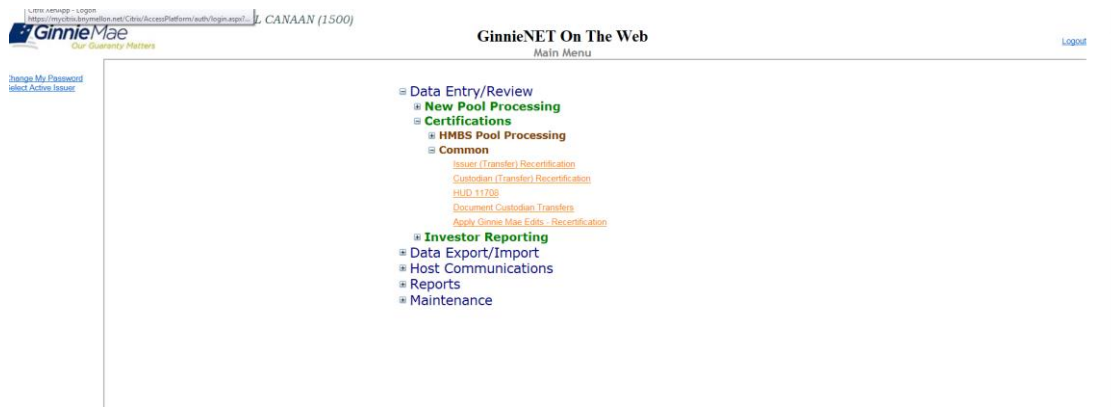 Citrix XenApp - Logon
https://mycitrix.bnymellon.net/Citrix/AccessPlatform/auth/login.aspx?...
L CANAAN (1500)
GinnieMae
Our Guaranty Matters
GinnieNET On The Web
Main Menu
Logout
Change My Password
Select Active Issuer
Data Entry/Review
New Pool Processing
Certifications
HMBS Pool Processing
Common
Issuer (Transfer) Recertification
Custodian (Transfer) Recertification
HUD 11708
Document Custodian Transfers
Apply Ginnie Mae Edits - Recertification
Investor Reporting
Data Export/Import
Host Communications
Reports
Maintenance